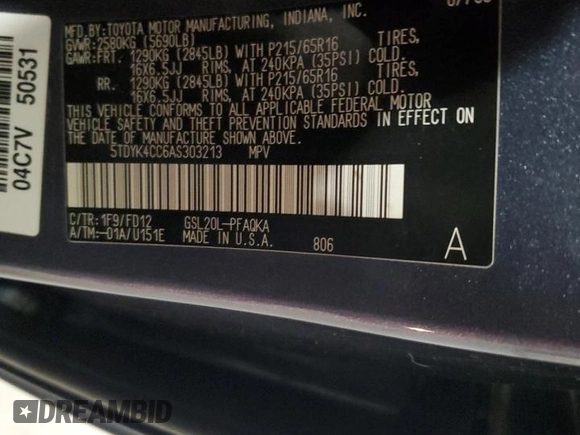 MFD.BY:TOYOTA MOTOR MANUFACTURING, INDIANA, INC.
GVWR:2580KG (5690LB)
GAWR:FRT. 1290KG (2845LB) WITH P215/65R16 TIRES,
16X6.5JJ RIMS, AT 240KPA (35PSI) COLD.
RR. 1290KG (2845LB) WITH P215/65R16 TIRES,
16X6.5JJ RIMS, AT 240KPA (35PSI) COLD.
THIS VEHICLE CONFORMS TO ALL APPLICABLE FEDERAL MOTOR
VEHICLE SAFETY AND THEFT PREVENTION STANDARDS IN EFFECT ON
THE DATE OF MANUFACTURE SHOWN ABOVE.
5TDYK4CC6AS303213 MPV
C/TR:1F9/FD12 GSL20L-PFAQKA
A/TM:-01A/U151E MADE IN U.S.A. 806
A
04C7V 50531
DREAMBID